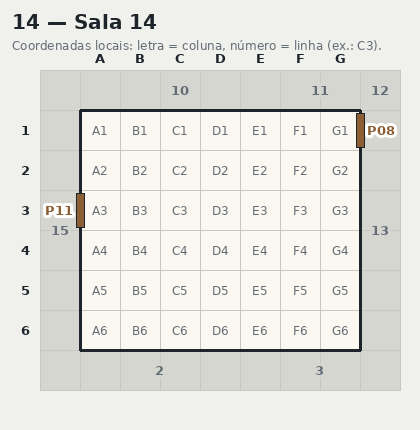 14 — Sala 14
Coordenadas locais: letra = coluna, número = linha (ex.: C3).
A B C D E F G
10 11 12
1 A1 B1 C1 D1 E1 F1 G1 P08
2 A2 B2 C2 D2 E2 F2 G2
3 P11 A3 B3 C3 D3 E3 F3 G3
15 13
4 A4 B4 C4 D4 E4 F4 G4
5 A5 B5 C5 D5 E5 F5 G5
6 A6 B6 C6 D6 E6 F6 G6
2 3